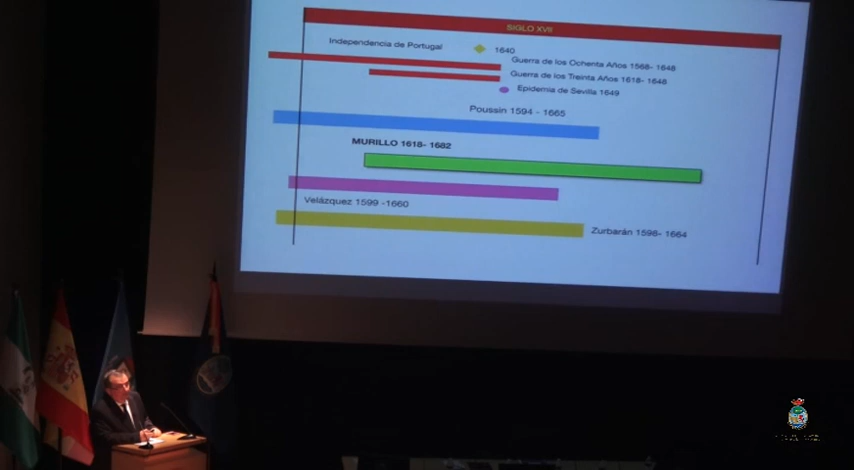 SIGLO XVII
Independencia de Portugal
1640
Guerra de los Ochenta Años 1568- 1648
Guerra de los Treinta Años 1618- 1648
Epidemia de Sevilla 1649
Poussin 1594 - 1665
MURILLO 1618- 1682
Velázquez 1599 -1660
Zurbarán 1598- 1664